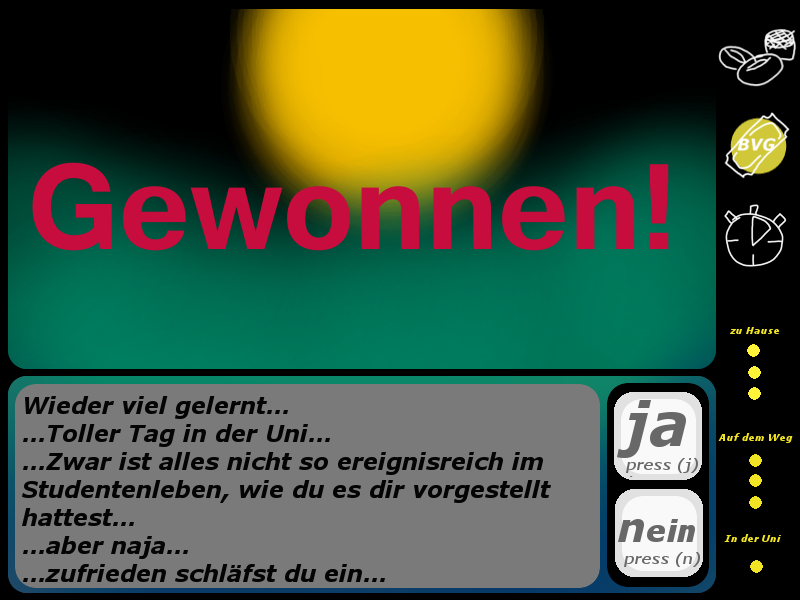 Gewonnen!
BVG
zu Hause
Auf dem Weg
In der Uni
Wieder viel gelernt...
...Toller Tag in der Uni...
...Zwar ist alles nicht so ereignisreich im
Studentenleben, wie du es dir vorgestellt
hattest...
...aber naja...
...zufrieden schläfst du ein...
ja
press (j)
nein
press (n)